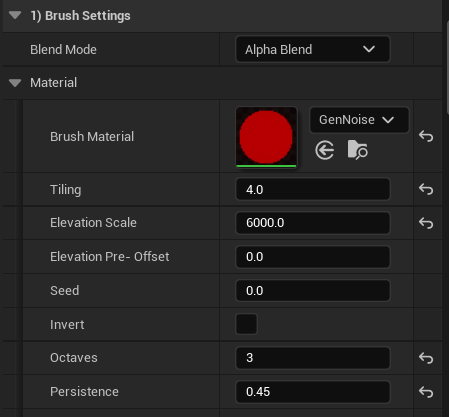 1) Brush Settings
Blend Mode Alpha Blend
Material
Brush Material GenNoise
Tiling 4.0
Elevation Scale 6000.0
Elevation Pre- Offset 0.0
Seed 0.0
Invert
Octaves 3
Persistence 0.45